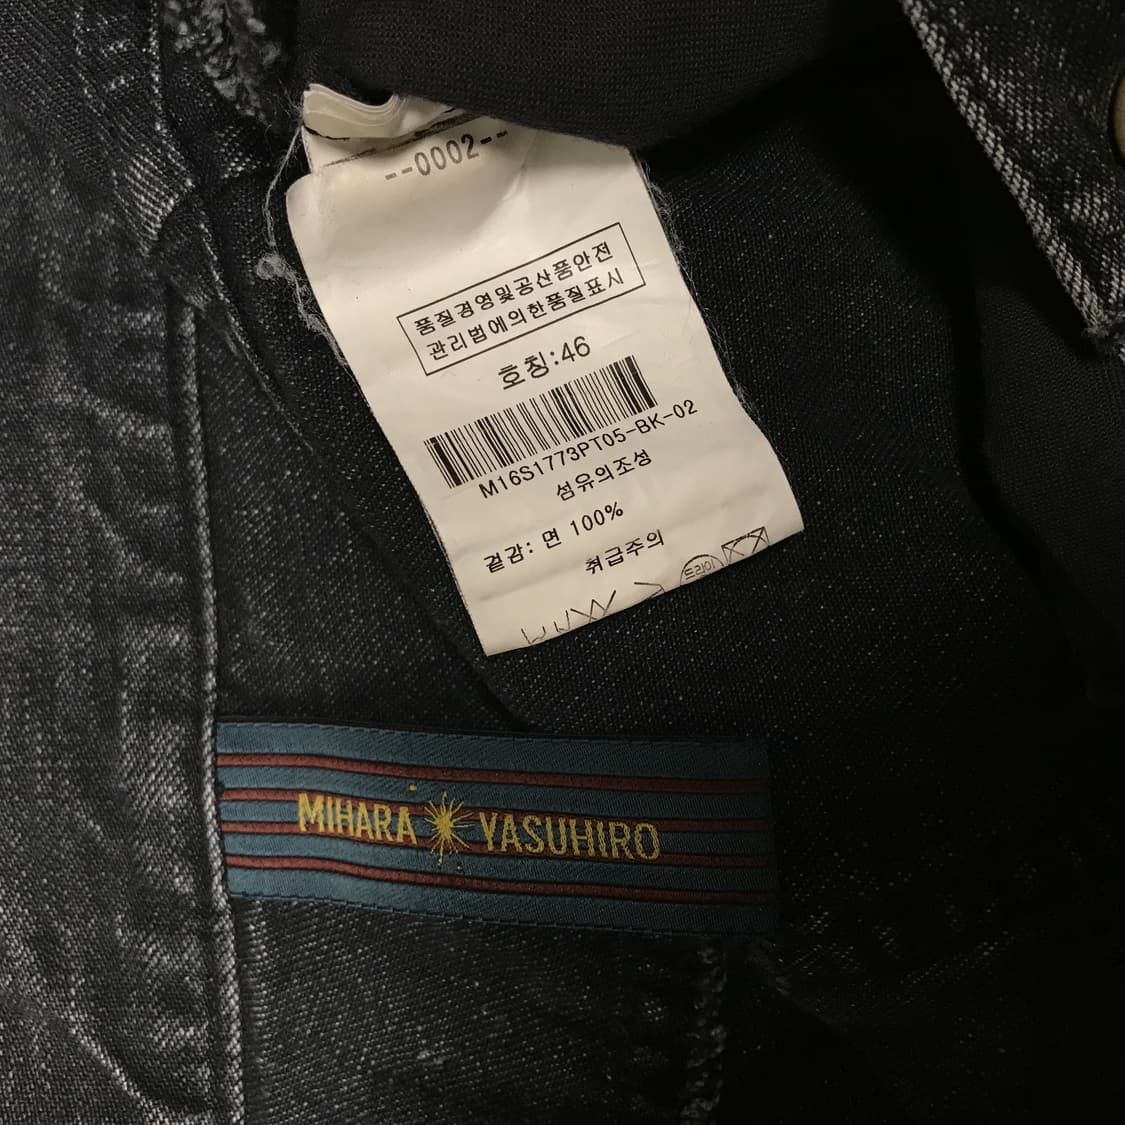 --0002--
품질경영및공산품안전
관리법에의한품질표시
호칭:46
M16S1773PT05-BK-02
섬유의조성
겉감: 면 100%
취급주의
드라이
MIHARA YASUHIRO